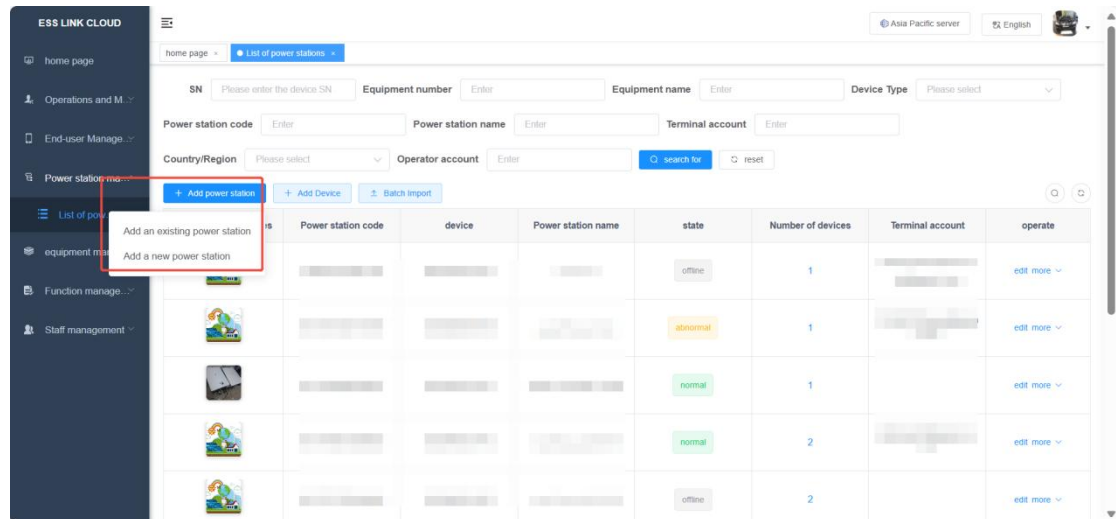 ESS LINK CLOUD
Asia Pacific server
English
home page ×
List of power stations ×
home page
Operations and M...
End-user Manage...
Power station ma...
List of pow
equipment ma
Function manage...
Staff management
SN Please enter the device SN Equipment number Enter Equipment name Enter Device Type Please select
Power station code Enter Power station name Enter Terminal account Enter
Country/Region Please select Operator account Enter search for reset
+ Add power station + Add Device Batch Import
Add an existing power station
Add a new power station
Power station code device Power station name state Number of devices Terminal account operate
offline 1 edit more
abnormal 1 edit more
normal 1 edit more
normal 2 edit more
offline 2 edit more